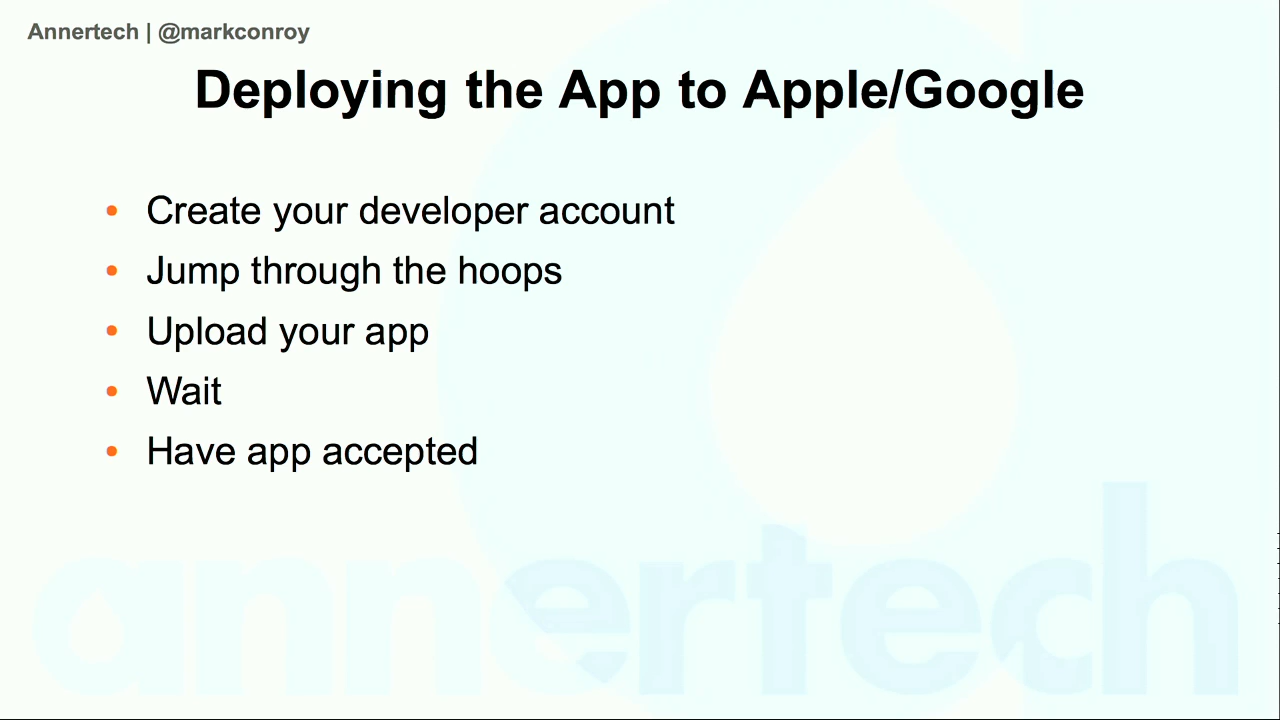 Annertech | @markconroy
Deploying the App to Apple/Google
• Create your developer account
• Jump through the hoops
• Upload your app
• Wait
• Have app accepted
annertech